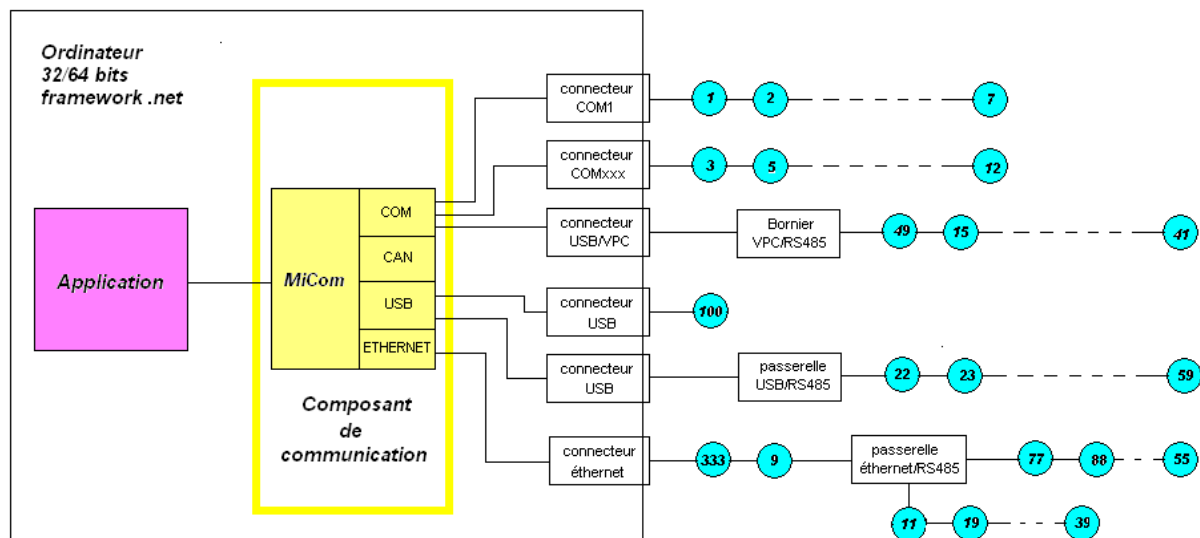 Ordinateur
32/64 bits
framework .net
Application
MiCom
COM
CAN
USB
ETHERNET
Composant
de
communication
connecteur
COM1
1
2
7
connecteur
COMxxx
3
5
12
connecteur
USB/VPC
Bornier
VPC/RS485
49
15
41
connecteur
USB
100
connecteur
USB
passerelle
USB/RS485
22
23
59
connecteur
éthernet
333
9
passerelle
éthernet/RS485
77
88
55
11
19
39